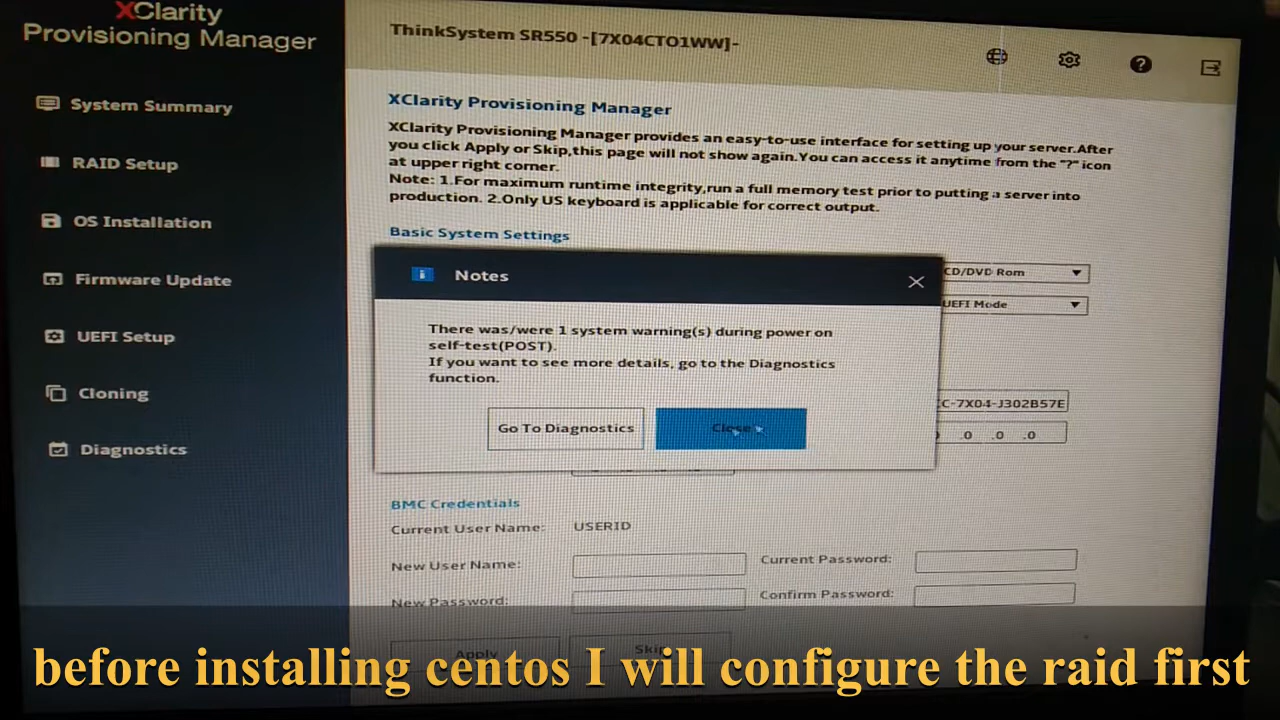 XClarity
Provisioning Manager
System Summary
RAID Setup
OS Installation
Firmware Update
UEFI Setup
Cloning
Diagnostics
ThinkSystem SR550 -[7X04CTO1WW]-
XClarity Provisioning Manager
XClarity Provisioning Manager provides an easy-to-use interface for setting up your server.After
you click Apply or Skip,this page will not show again.You can access it anytime from the "?" icon
at upper right corner.
Note: 1.For maximum runtime integrity,run a full memory test prior to putting a server into
production. 2.Only US keyboard is applicable for correct output.
Basic System Settings
CD/DVD Rom
UEFI Mode
Notes
There was/were 1 system warning(s) during power on
self-test(POST).
If you want to see more details, go to the Diagnostics
function.
Go To Diagnostics
Close
C-7X04-J302B57E
.0 .0 .0
BMC Credentials
Current User Name: USERID
New User Name:
Current Password:
New Password:
Confirm Password:
Apply
Skip
before installing centos I will configure the raid first